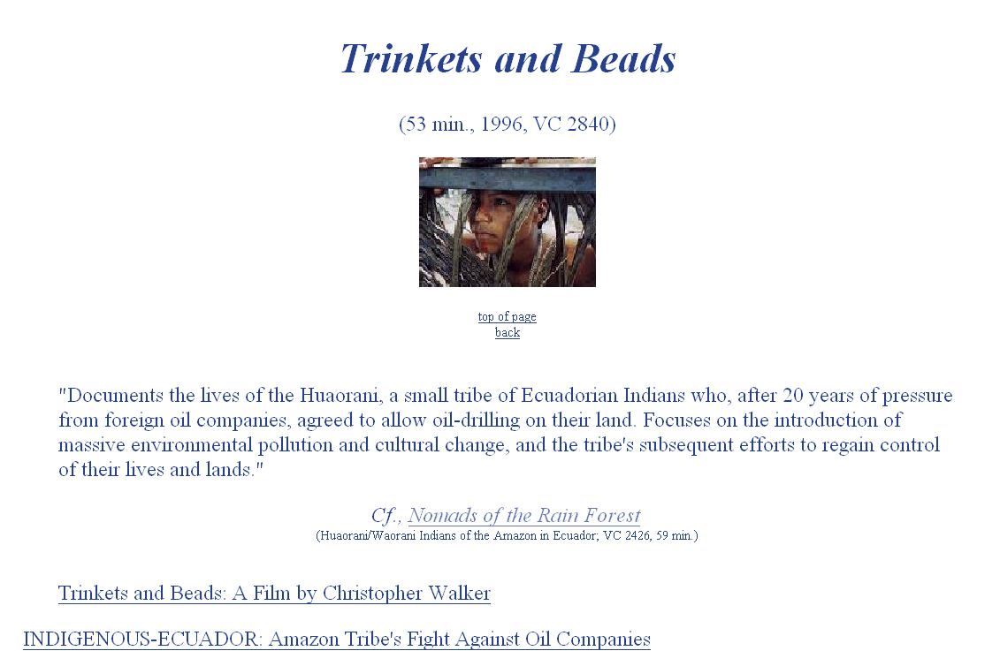 Trinkets and Beads
(53 min., 1996, VC 2840)
top of page
back
"Documents the lives of the Huaorani, a small tribe of Ecuadorian Indians who, after 20 years of pressure
from foreign oil companies, agreed to allow oil-drilling on their land. Focuses on the introduction of
massive environmental pollution and cultural change, and the tribe's subsequent efforts to regain control
of their lives and lands."
Cf., Nomads of the Rain Forest
(Huaorani/Waorani Indians of the Amazon in Ecuador; VC 2426, 59 min.)
Trinkets and Beads: A Film by Christopher Walker
INDIGENOUS-ECUADOR: Amazon Tribe's Fight Against Oil Companies